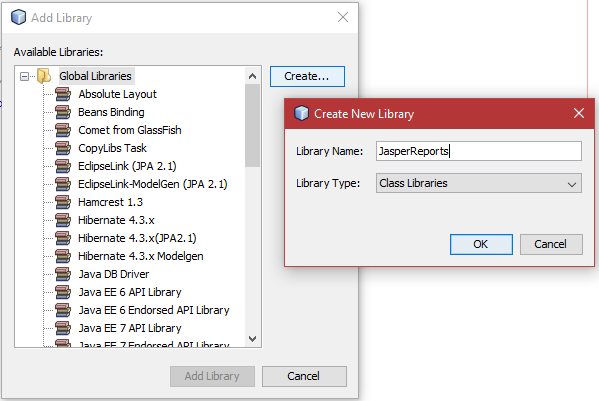 Add Library
Available Libraries:
Global Libraries
Create...
Absolute Layout
Beans Binding
Comet from GlassFish
CopyLibs Task
EclipseLink (JPA 2.1)
EclipseLink-ModelGen (JPA 2.1)
Hamcrest 1.3
Hibernate 4.3.x
Hibernate 4.3.x(JPA2.1)
Hibernate 4.3.x Modelgen
Java DB Driver
Java EE 6 API Library
Java EE 6 Endorsed API Library
Java EE 7 API Library
Java EE 7 Endorsed API Library
Add Library
Cancel
Create New Library
Library Name:
JasperReports
Library Type:
Class Libraries
OK
Cancel